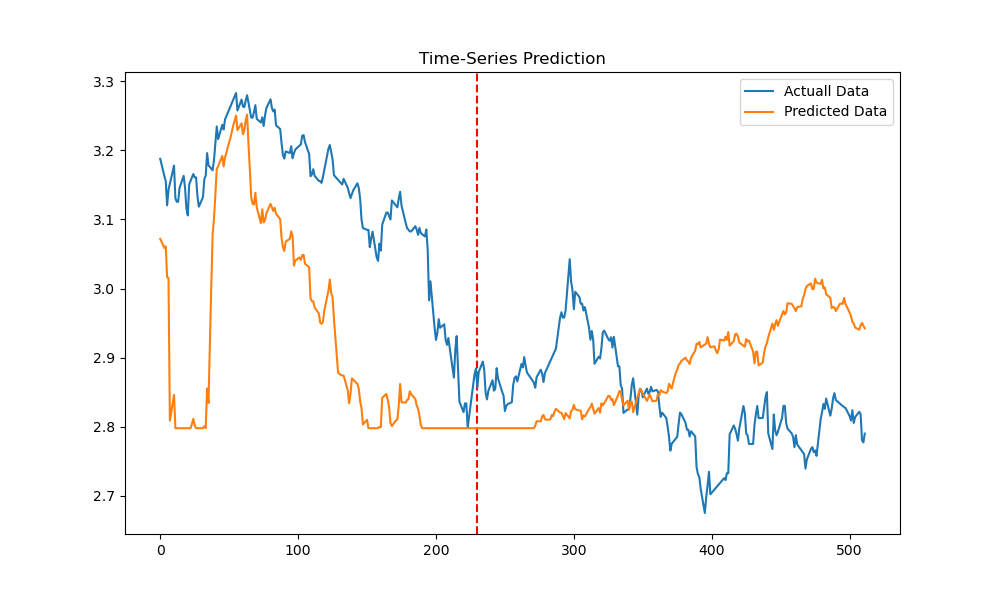 Time-Series Prediction
Actuall Data
Predicted Data
3.3
3.2
3.1
3.0
2.9
2.8
2.7
0 100 200 300 400 500